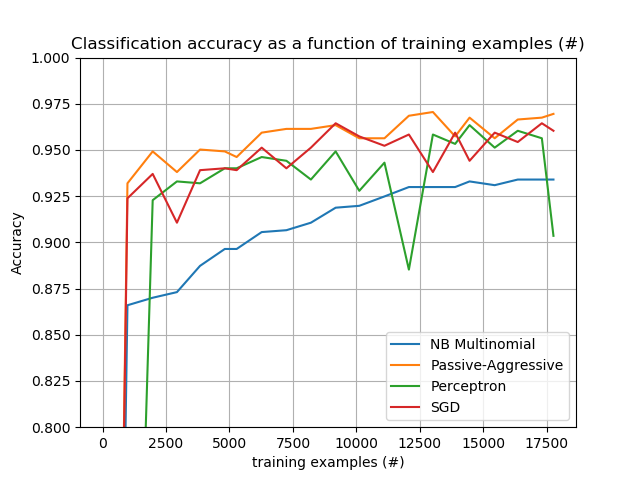 Classification accuracy as a function of training examples (#)
1.000
0.975
0.950
0.925
0.900
0.875
0.850
0.825
0.800
Accuracy
NB Multinomial
Passive-Aggressive
Perceptron
SGD
0 2500 5000 7500 10000 12500 15000 17500
training examples (#)